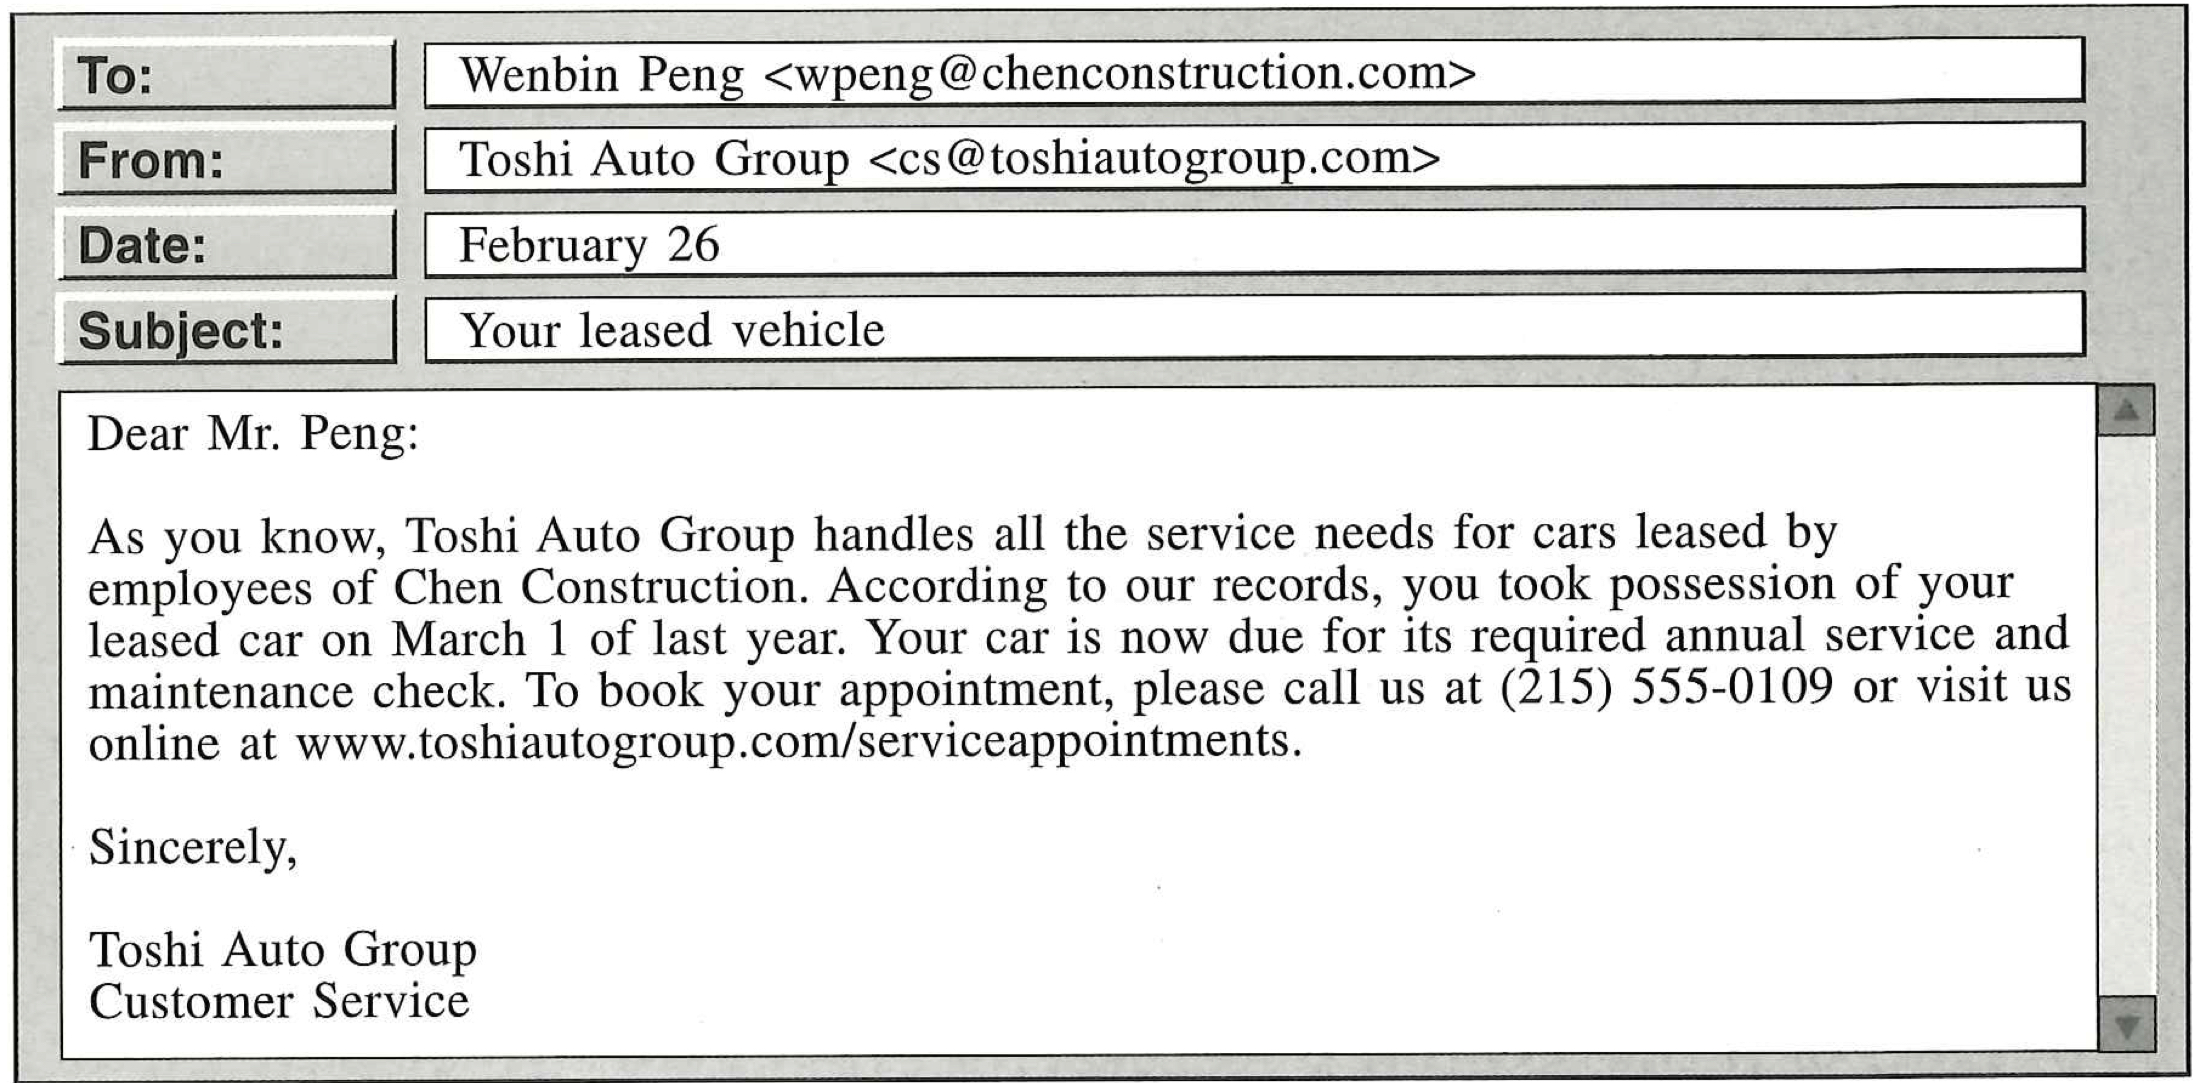 To: Wenbin Peng <wpeng@chenconstruction.com>
From: Toshi Auto Group <cs@toshiautogroup.com>
Date: February 26
Subject: Your leased vehicle
Dear Mr. Peng:
As you know, Toshi Auto Group handles all the service needs for cars leased by
employees of Chen Construction. According to our records, you took possession of your
leased car on March 1 of last year. Your car is now due for its required annual service and
maintenance check. To book your appointment, please call us at (215) 555-0109 or visit us
online at www.toshiautogroup.com/serviceappointments.
Sincerely,
Toshi Auto Group
Customer Service